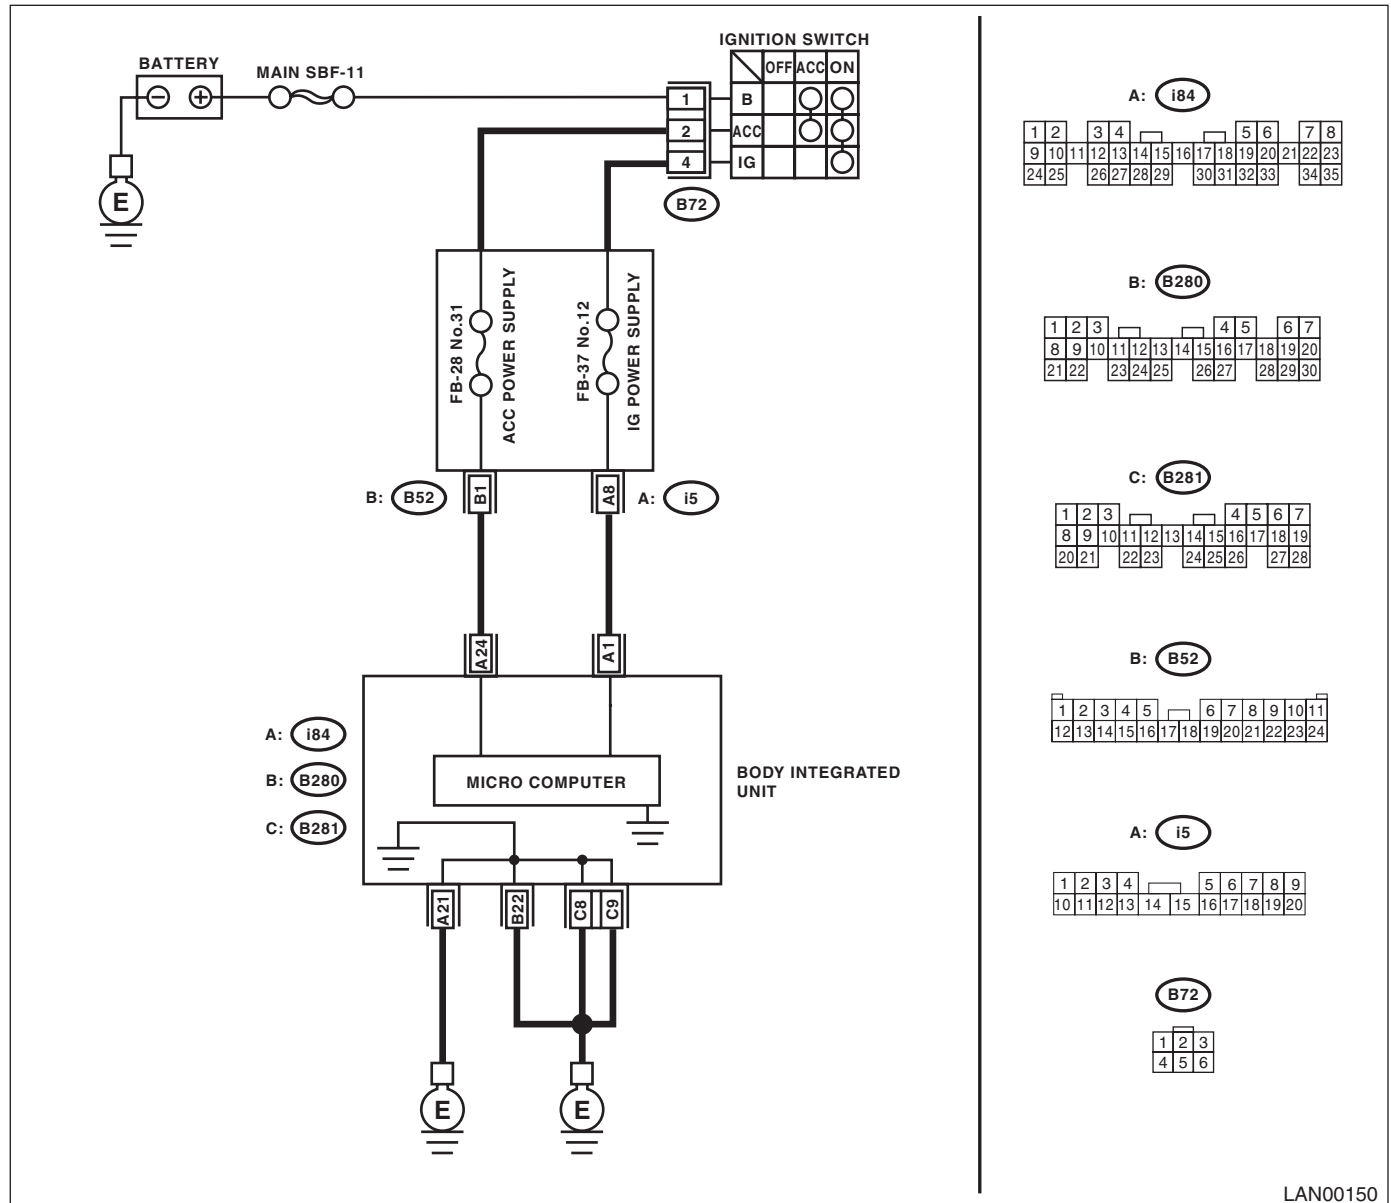 IGNITION SWITCH
BATTERY
MAIN SBF-11
OFF ACC ON
1 B
2 ACC
4 IG
B72
E
FB-28 No.31
ACC POWER SUPPLY
FB-37 No.12
IG POWER SUPPLY
B: B52
B1
A8
A: i5
A24
A1
A: i84
B: B280
C: B281
MICRO COMPUTER
BODY INTEGRATED
UNIT
A21
B22
C8
C9
E
E
A: i84
1 2 3 4 5 6 7 8
9 10 11 12 13 14 15 16 17 18 19 20 21 22 23
24 25 26 27 28 29 30 31 32 33 34 35
B: B280
1 2 3 4 5 6 7
8 9 10 11 12 13 14 15 16 17 18 19 20
21 22 23 24 25 26 27 28 29 30
C: B281
1 2 3 4 5 6 7
8 9 10 11 12 13 14 15 16 17 18 19
20 21 22 23 24 25 26 27 28
B: B52
1 2 3 4 5 6 7 8 9 10 11
12 13 14 15 16 17 18 19 20 21 22 23 24
A: i5
1 2 3 4 5 6 7 8 9
10 11 12 13 14 15 16 17 18 19 20
B72
1 2 3
4 5 6
LAN00150